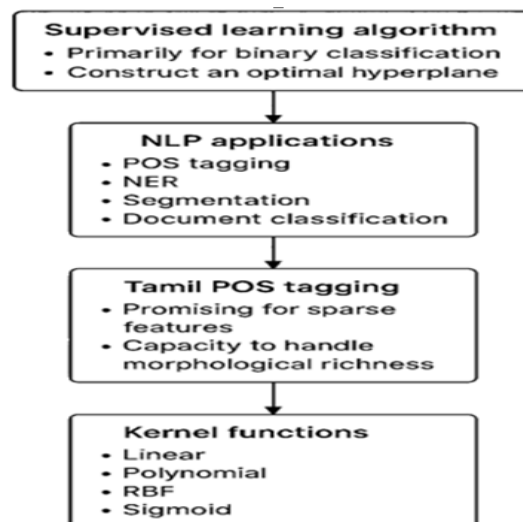 Supervised learning algorithm
• Primarily for binary classification
• Construct an optimal hyperplane
NLP applications
• POS tagging
• NER
• Segmentation
• Document classification
Tamil POS tagging
• Promising for sparse
features
• Capacity to handle
morphological richness
Kernel functions
• Linear
• Polynomial
• RBF
• Sigmoid